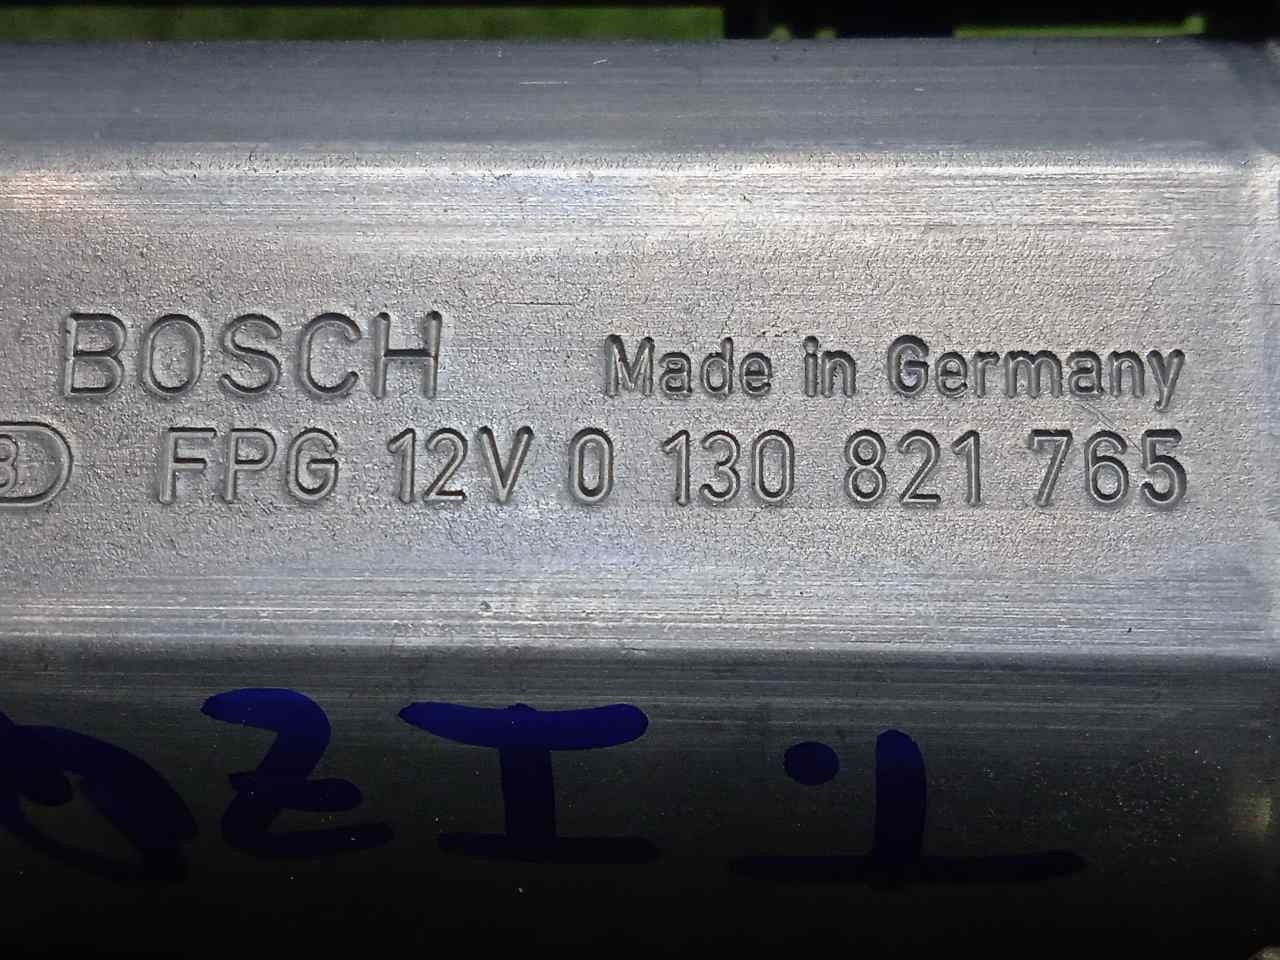 BOSCH Made in Germany
FPG 12V 0 130 821 765